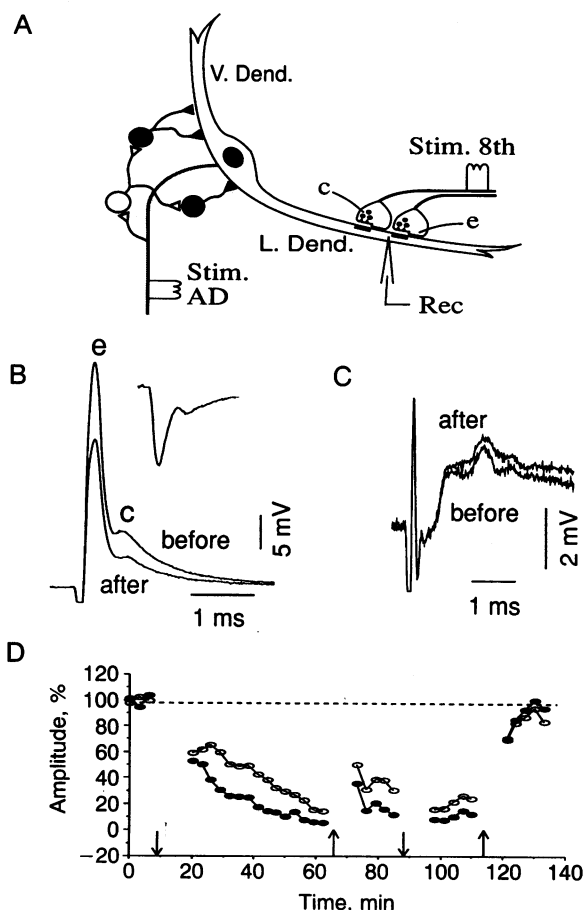 A
V. Dend.
Stim. 8th
c
e
L. Dend.
Stim.
AD
Rec
B
e
c
before
after
5 mV
1 ms
C
after
before
2 mV
1 ms
D
Amplitude, %
120
100
80
60
40
20
0
−20
0 20 40 60 80 100 120 140
Time, min